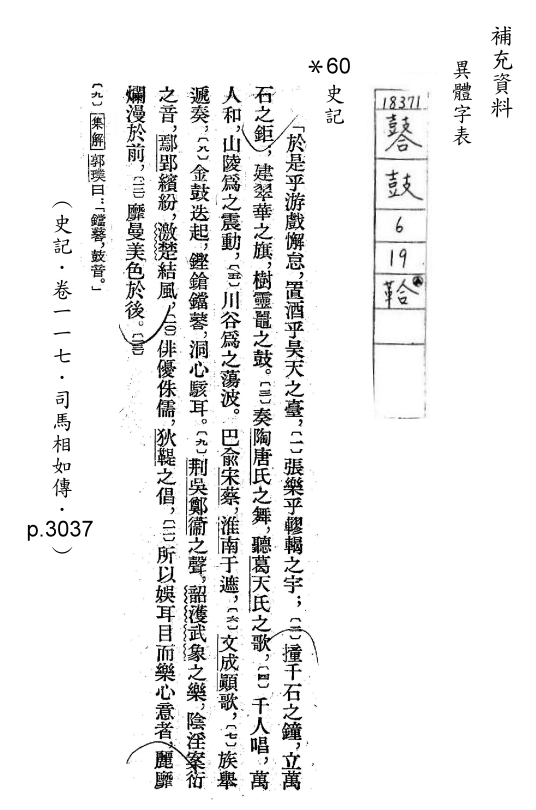 補充資料
異體字表
18371
鼛
鼓
6
19
鞈
*60
史記
「於是乎游戲懈怠,置酒乎昊天之臺,〔一〕張樂乎轇輵之宇;〔二〕撞千石之鐘,立萬
石之鉅;建翠華之旗,樹靈鼉之鼓。〔三〕奏陶唐氏之舞,聽葛天氏之歌,〔四〕千人唱,萬
人和,山陵爲之震動,〔五〕川谷爲之蕩波。巴俞宋蔡,淮南于遮,〔六〕文成顚歌,〔七〕族舉
遞奏,〔八〕金鼓迭起,鏗鎗鐺鼛,洞心駭耳。〔九〕荆吳鄭衞之聲,韶濩武象之樂,陰淫案衍
之音,鄢郢繽紛,激楚結風,〔一〇〕俳優侏儒,狄鞮之倡,〔一一〕所以娛耳目而樂心意者,麗靡
爛漫於前,〔一二〕靡曼美色於後。〔一三〕
〔九〕集解郭璞曰:「鐺鼛,鼓音。」
(史記・卷一一七・司馬相如傳・
p.3037
)